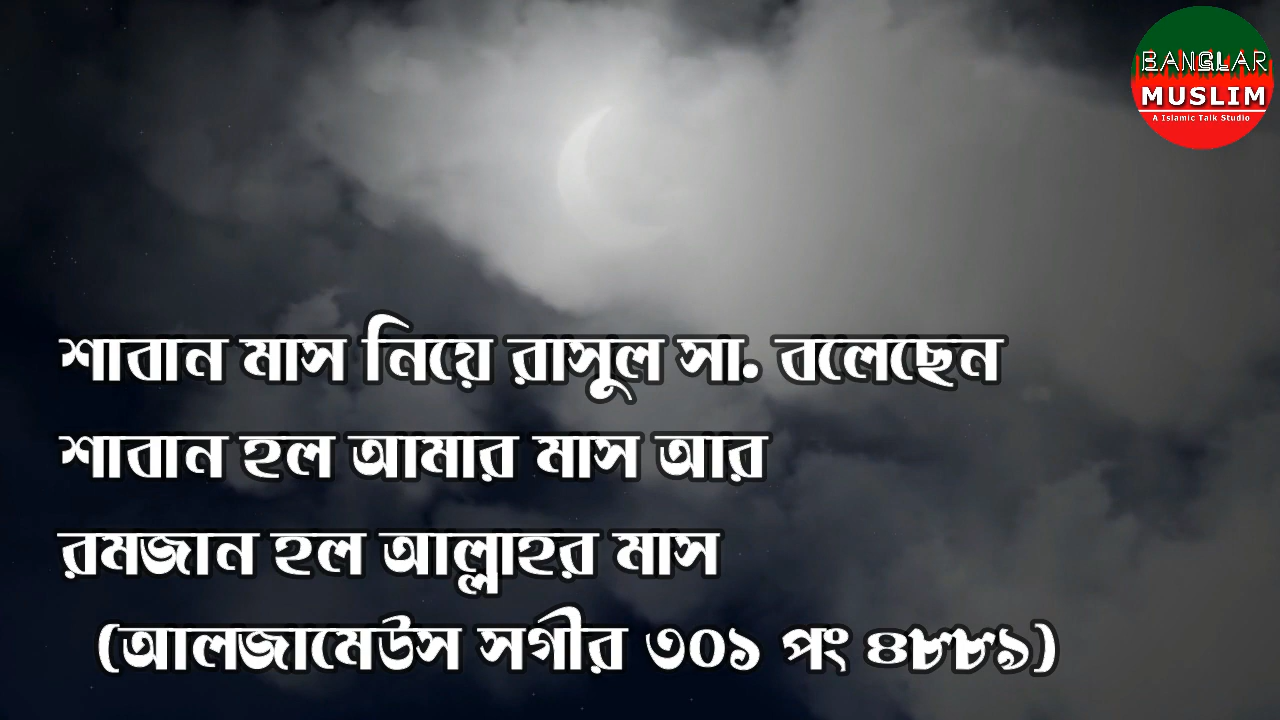 BANGLAR
MUSLIM
A Islamic Talk Studio
শাবান মাস নিয়ে রাসুল সা. বলেছেন
শাবান হল আমার মাস আর
রমজান হল আল্লাহর মাস
(আলজামেউস সগীর ৩০১ পং ৪৮৮৯)